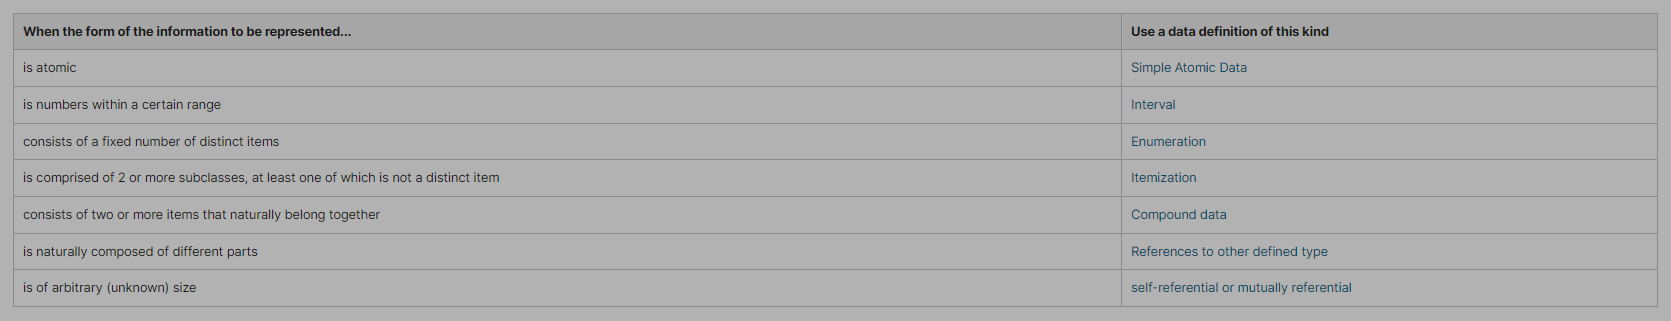 When the form of the information to be represented... Use a data definition of this kind
is atomic Simple Atomic Data
is numbers within a certain range Interval
consists of a fixed number of distinct items Enumeration
is comprised of 2 or more subclasses, at least one of which is not a distinct item Itemization
consists of two or more items that naturally belong together Compound data
is naturally composed of different parts References to other defined type
is of arbitrary (unknown) size self-referential or mutually referential